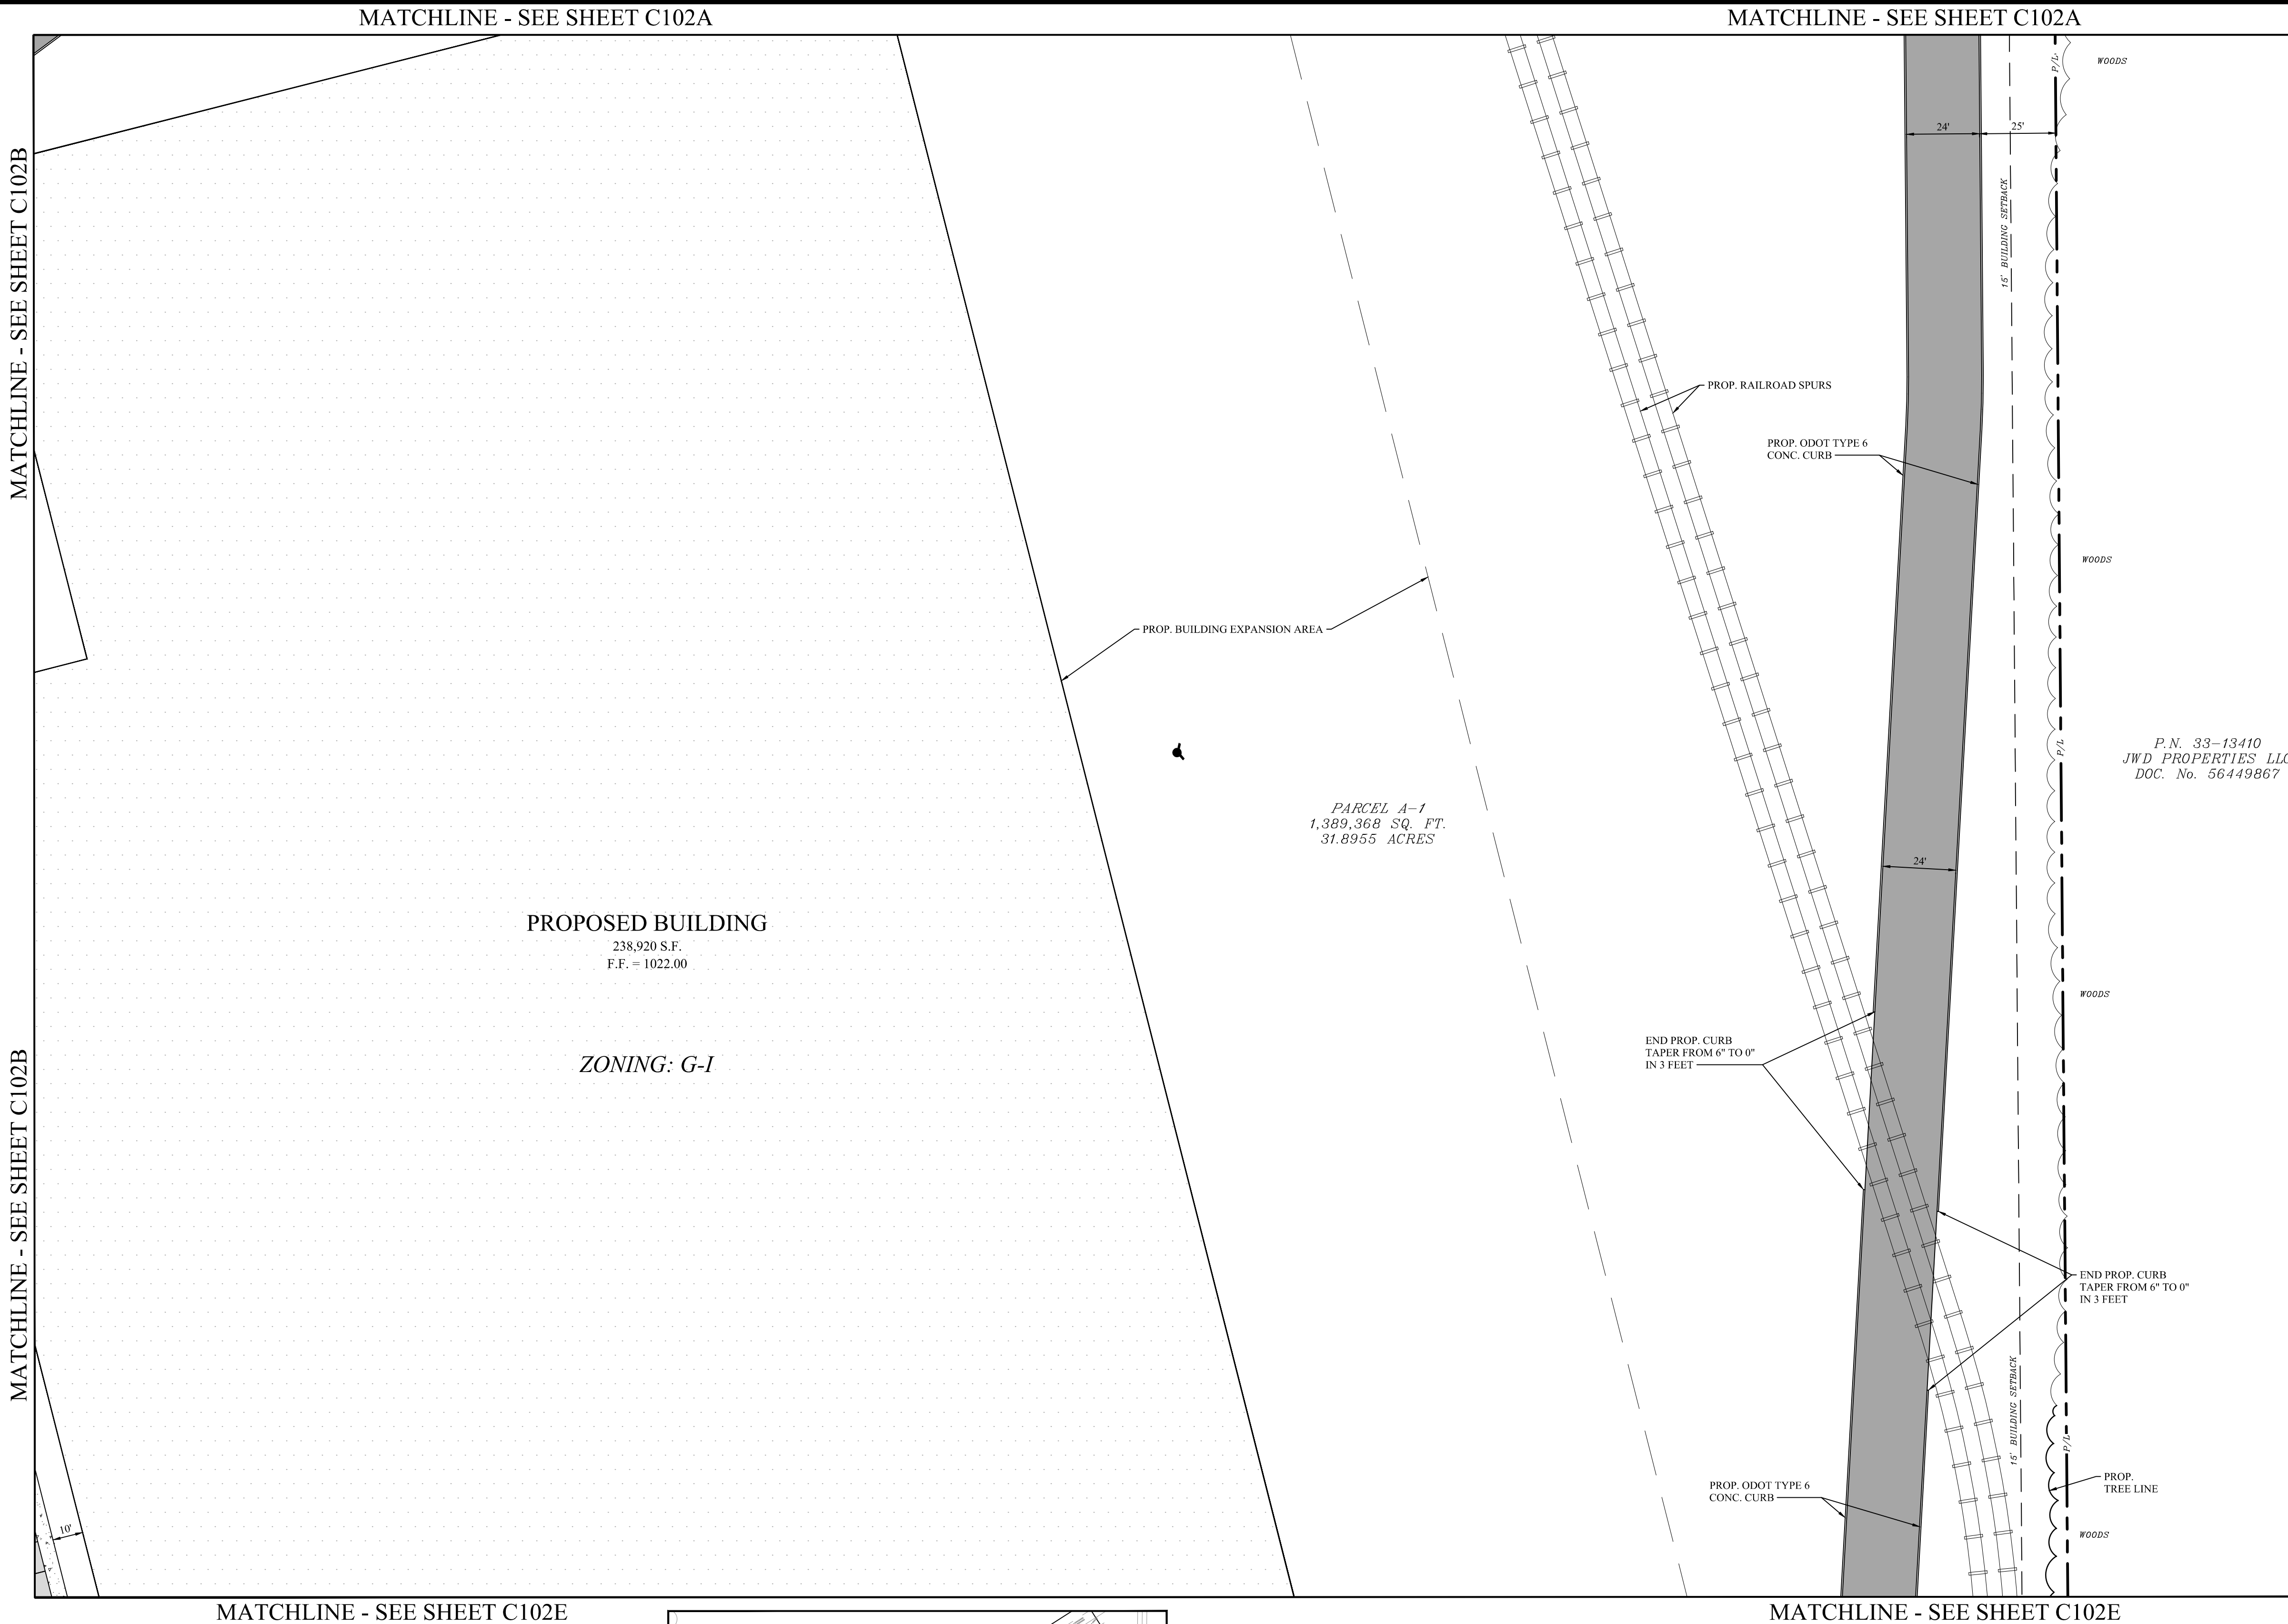 MATCHLINE - SEE SHEET C102A
MATCHLINE - SEE SHEET C102A
MATCHLINE - SEE SHEET C102B
MATCHLINE - SEE SHEET C102B
P/L
WOODS
24'
25'
15' BUILDING SETBACK
PROP. RAILROAD SPURS
PROP. ODOT TYPE 6
CONC. CURB
WOODS
PROP. BUILDING EXPANSION AREA
P/L
P.N. 33-13410
JWD PROPERTIES LLC
DOC. No. 56449867
PARCEL A-1
1,389,368 SQ. FT.
31.8955 ACRES
24'
PROPOSED BUILDING
238,920 S.F.
F.F. = 1022.00
ZONING: G-I
WOODS
END PROP. CURB
TAPER FROM 6" TO 0"
IN 3 FEET
END PROP. CURB
TAPER FROM 6" TO 0"
IN 3 FEET
15' BUILDING SETBACK
P/L
PROP. ODOT TYPE 6
CONC. CURB
PROP.
TREE LINE
WOODS
10'
MATCHLINE - SEE SHEET C102E
MATCHLINE - SEE SHEET C102E